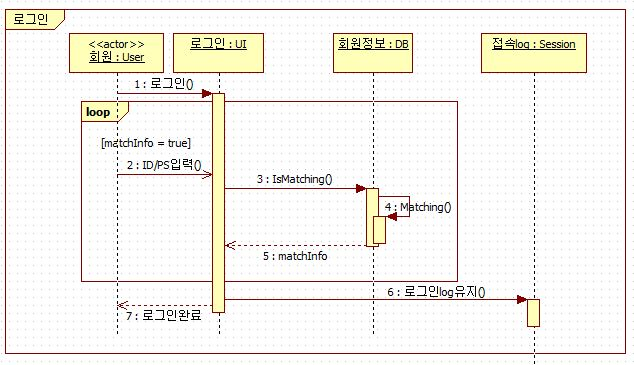 로그인
<<actor>>
회원 : User
로그인 : UI
회원정보 : DB
접속log : Session
1 : 로그인()
loop
[matchInfo = true]
2 : ID/PS입력()
3 : IsMatching()
4 : Matching()
5 : matchInfo
6 : 로그인log유지()
7 : 로그인완료